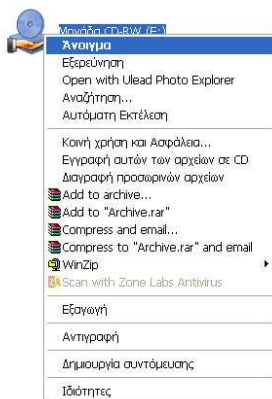 Μονάδα CD-RW (E:)
Άνοιγμα
Εξερεύνηση
Open with Ulead Photo Explorer
Αναζήτηση...
Αυτόματη Εκτέλεση
Κοινή χρήση και Ασφάλεια...
Εγγραφή αυτών των αρχείων σε CD
Διαγραφή προσωρινών αρχείων
Add to archive...
Add to "Archive.rar"
Compress and email...
Compress to "Archive.rar" and email
WinZip
Scan with Zone Labs Antivirus
Εξαγωγή
Αντιγραφή
Δημιουργία συντόμευσης
Ιδιότητες